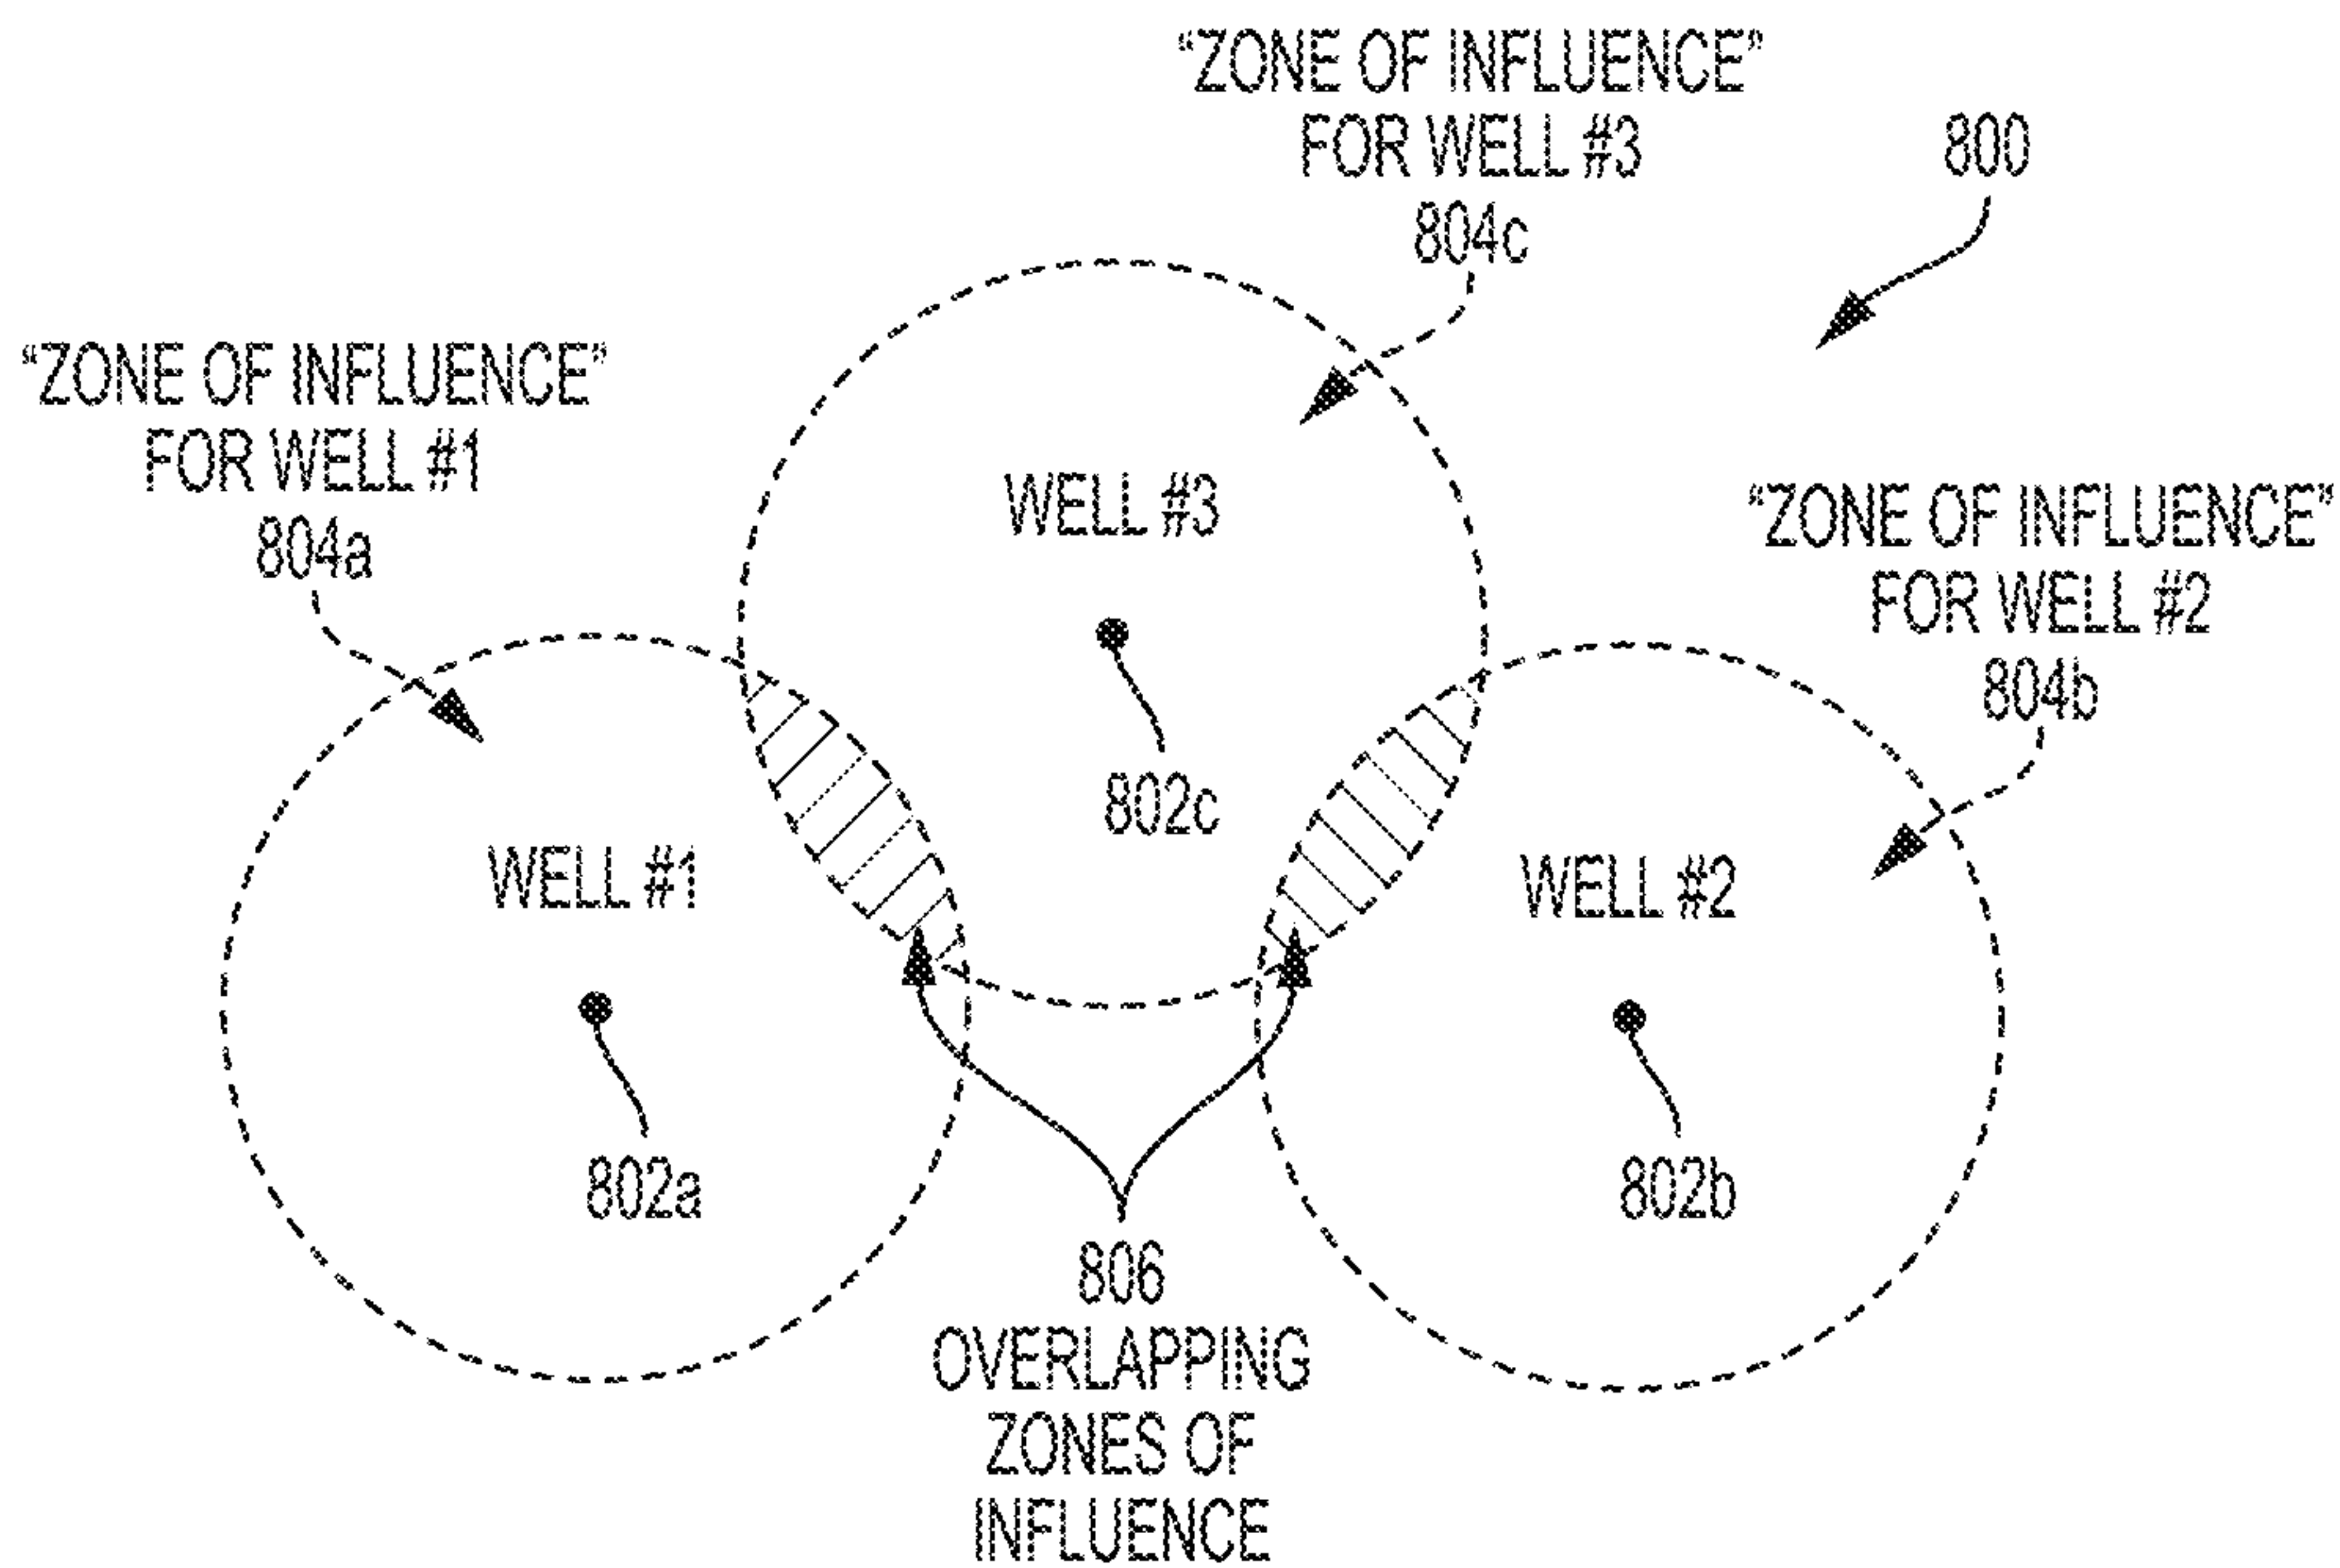 “ZONE OF INFLUENCE”
FOR WELL #3
804c
800
“ZONE OF INFLUENCE”
FOR WELL #1
804a
WELL #3
“ZONE OF INFLUENCE”
FOR WELL #2
804b
802c
WELL #1
WELL #2
802a
802b
806
OVERLAPPING
ZONES OF
INFLUENCE